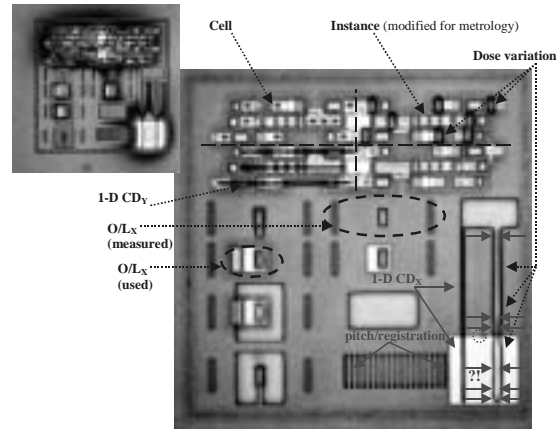 Cell
Instance (modified for metrology)
Dose variation
1-D CDY
O/LX
(measured)
O/LX
(used)
1-D CDX
pitch/registration
?!